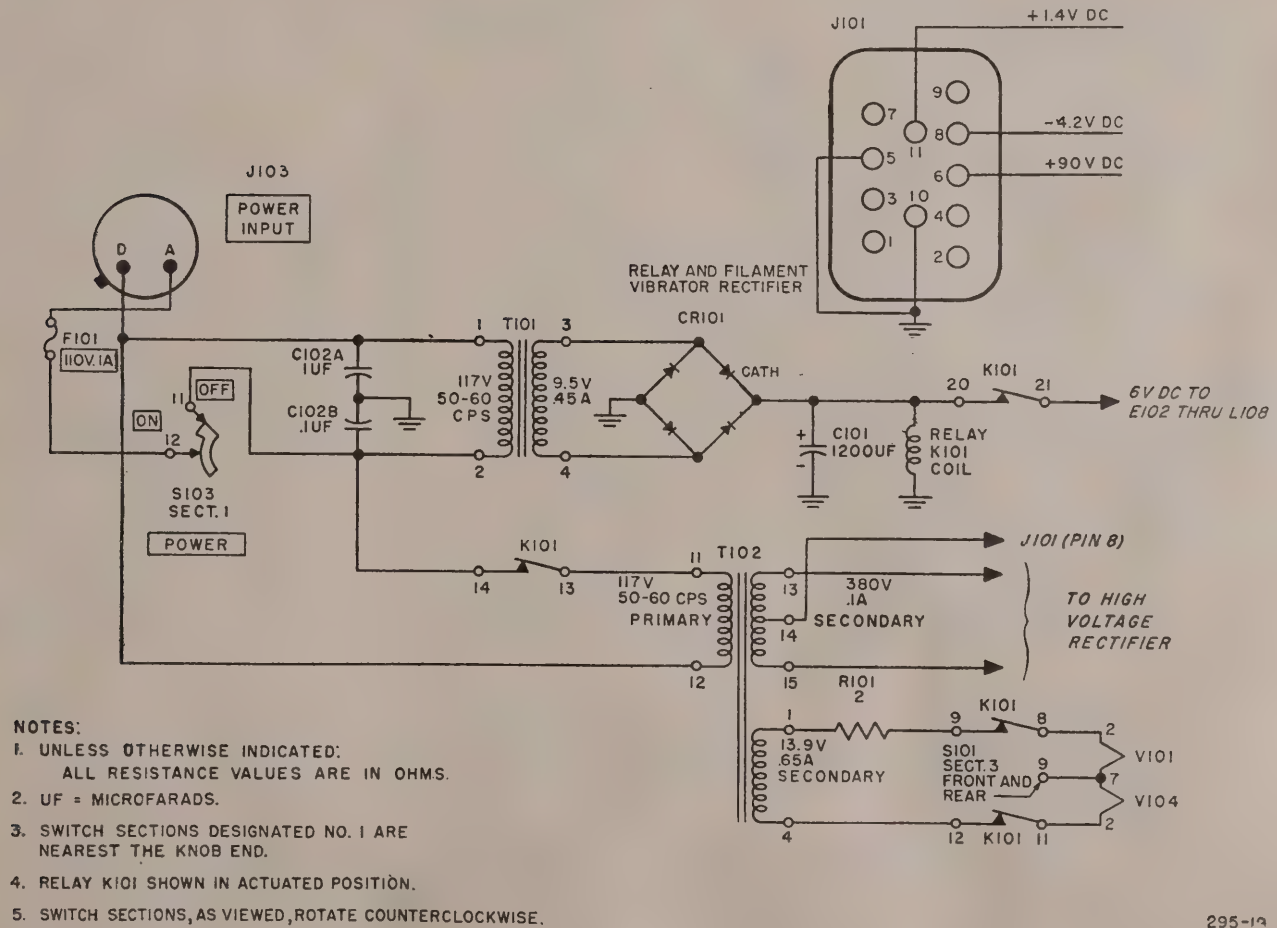 J101
+1.4V DC
9
7
8
11
-4.2V DC
5
6
+90V DC
3
10
4
1
2
J103
POWER
INPUT
D
A
RELAY AND FILAMENT
VIBRATOR RECTIFIER
CR101
F101
110V.1A
11
OFF
ON
12
S103
SECT.1
POWER
C102A
.1UF
C102B
.1UF
1
T101
3
117V
50-60
CPS
9.5V
.45A
2
4
CATH
C101
1200UF
+
-
RELAY
K101
COIL
20
K101
21
6V DC TO
E102 THRU L108
K101
14
13
117V
50-60 CPS
PRIMARY
11
T102
12
13
380V
.1A
SECONDARY
14
15
J101 (PIN 8)
TO HIGH
VOLTAGE
RECTIFIER
R101
2
1
13.9V
.65A
SECONDARY
4
9
K101
8
2
S101
SECT. 3
FRONT AND
REAR
9
7
V101
V104
2
12
K101
11
NOTES:
1. UNLESS OTHERWISE INDICATED:
ALL RESISTANCE VALUES ARE IN OHMS.
2. UF = MICROFARADS.
3. SWITCH SECTIONS DESIGNATED NO. 1 ARE
NEAREST THE KNOB END.
4. RELAY K101 SHOWN IN ACTUATED POSITION.
5. SWITCH SECTIONS, AS VIEWED, ROTATE COUNTERCLOCKWISE.